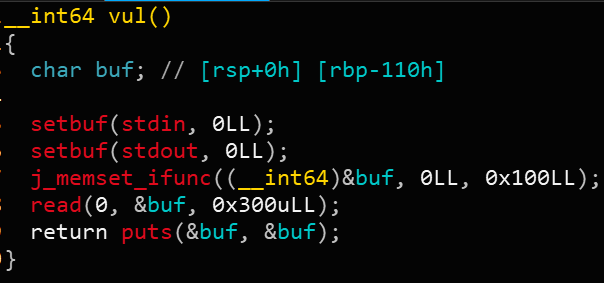 __int64 vul()
{
char buf; // [rsp+0h] [rbp-110h]
setbuf(stdin, 0LL);
setbuf(stdout, 0LL);
j_memset_ifunc((__int64)&buf, 0LL, 0x100LL);
read(0, &buf, 0x300uLL);
return puts(&buf, &buf);
}